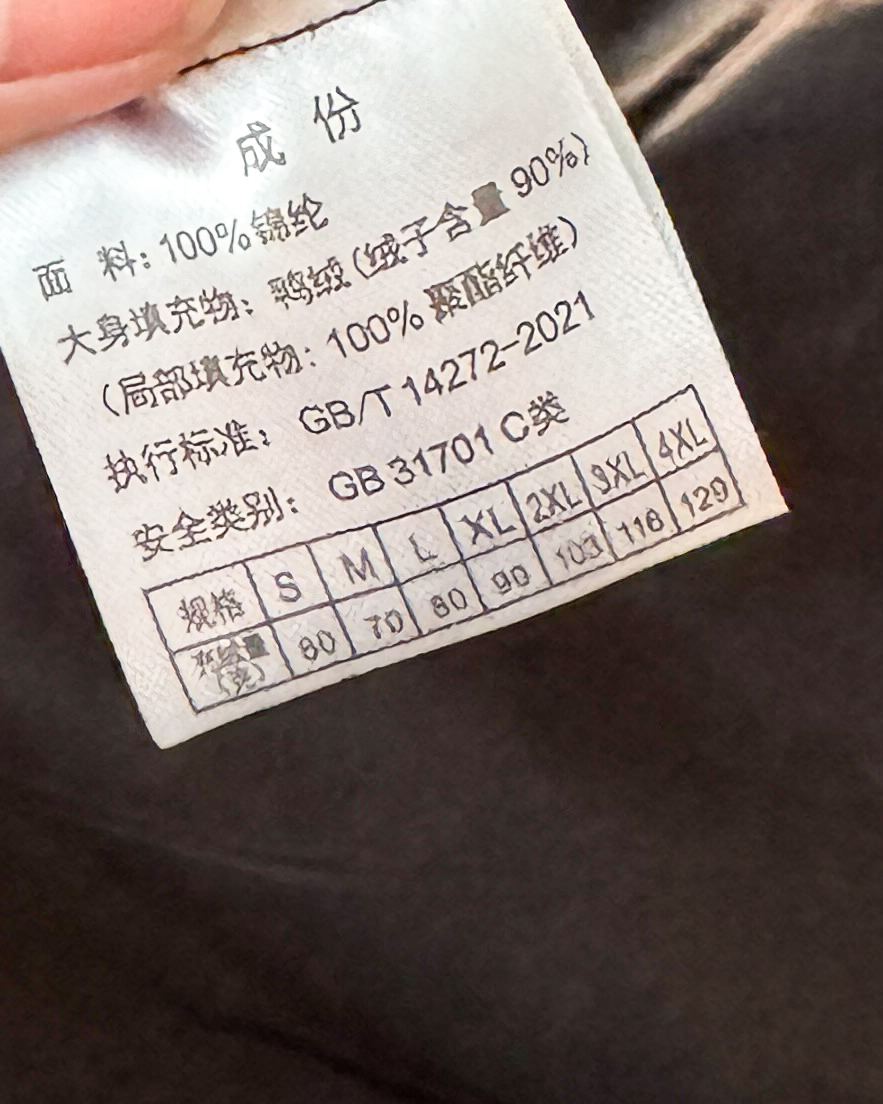 成 份
面 料: 100%锦纶
大身填充物: 鸭绒(绒子含量90%)
(局部填充物: 100%聚酯纤维)
执行标准: GB/T 14272-2021
安全类别: GB 31701 C类
规格 S M L XL 2XL 3XL 4XL
(克) 70 80 90 103 116 129